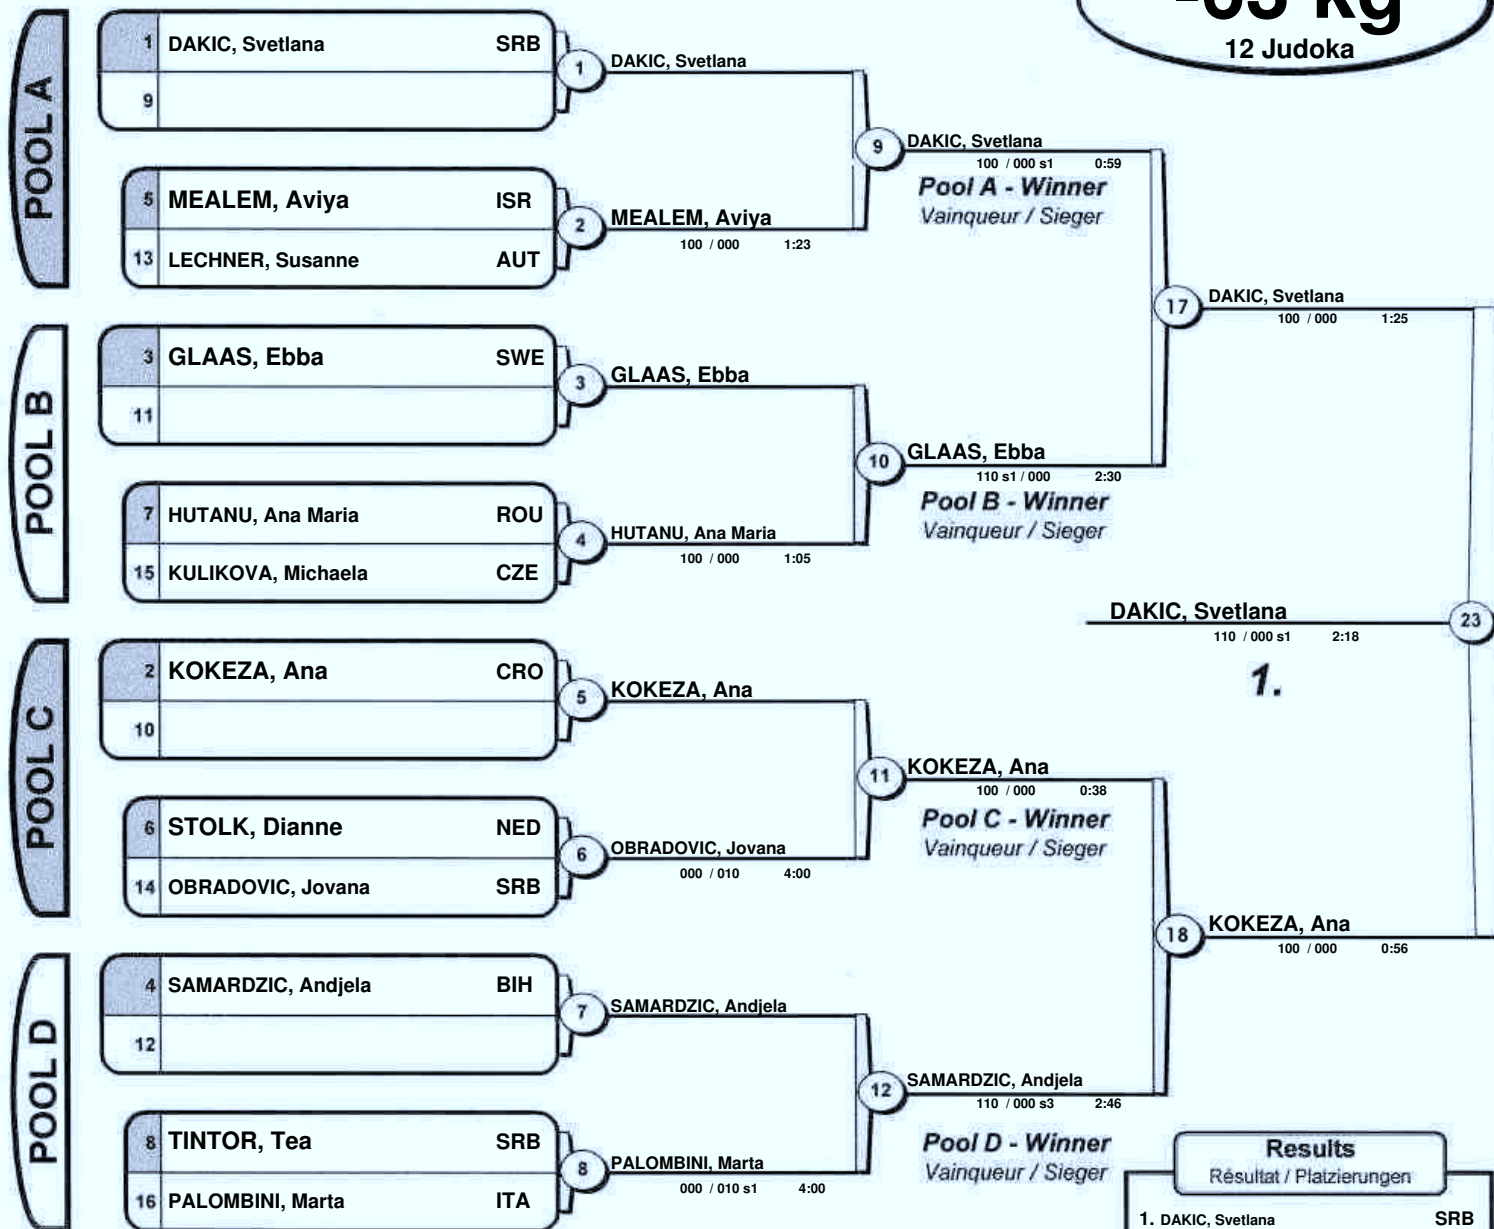 -63 kg
12 Judoka
POOL A
1 DAKIC, Svetlana SRB
9
1 DAKIC, Svetlana
5 MEALEM, Aviya ISR
13 LECHNER, Susanne AUT
2 MEALEM, Aviya
100 / 000 1:23
9 DAKIC, Svetlana
100 / 000 s1 0:59
Pool A - Winner
Vainqueur / Sieger
POOL B
3 GLAAS, Ebba SWE
11
3 GLAAS, Ebba
7 HUTANU, Ana Maria ROU
15 KULIKOVA, Michaela CZE
4 HUTANU, Ana Maria
100 / 000 1:05
10 GLAAS, Ebba
110 s1 / 000 2:30
Pool B - Winner
Vainqueur / Sieger
17 DAKIC, Svetlana
100 / 000 1:25
POOL C
2 KOKEZA, Ana CRO
10
5 KOKEZA, Ana
6 STOLK, Dianne NED
14 OBRADOVIC, Jovana SRB
6 OBRADOVIC, Jovana
000 / 010 4:00
11 KOKEZA, Ana
100 / 000 0:38
Pool C - Winner
Vainqueur / Sieger
POOL D
4 SAMARDZIC, Andjela BIH
12
7 SAMARDZIC, Andjela
8 TINTOR, Tea SRB
16 PALOMBINI, Marta ITA
8 PALOMBINI, Marta
000 / 010 s1 4:00
12 SAMARDZIC, Andjela
110 / 000 s3 2:46
Pool D - Winner
Vainqueur / Sieger
18 KOKEZA, Ana
100 / 000 0:56
DAKIC, Svetlana 23
110 / 000 s1 2:18
1.
Results
Résultat / Platzierungen
1. DAKIC, Svetlana SRB